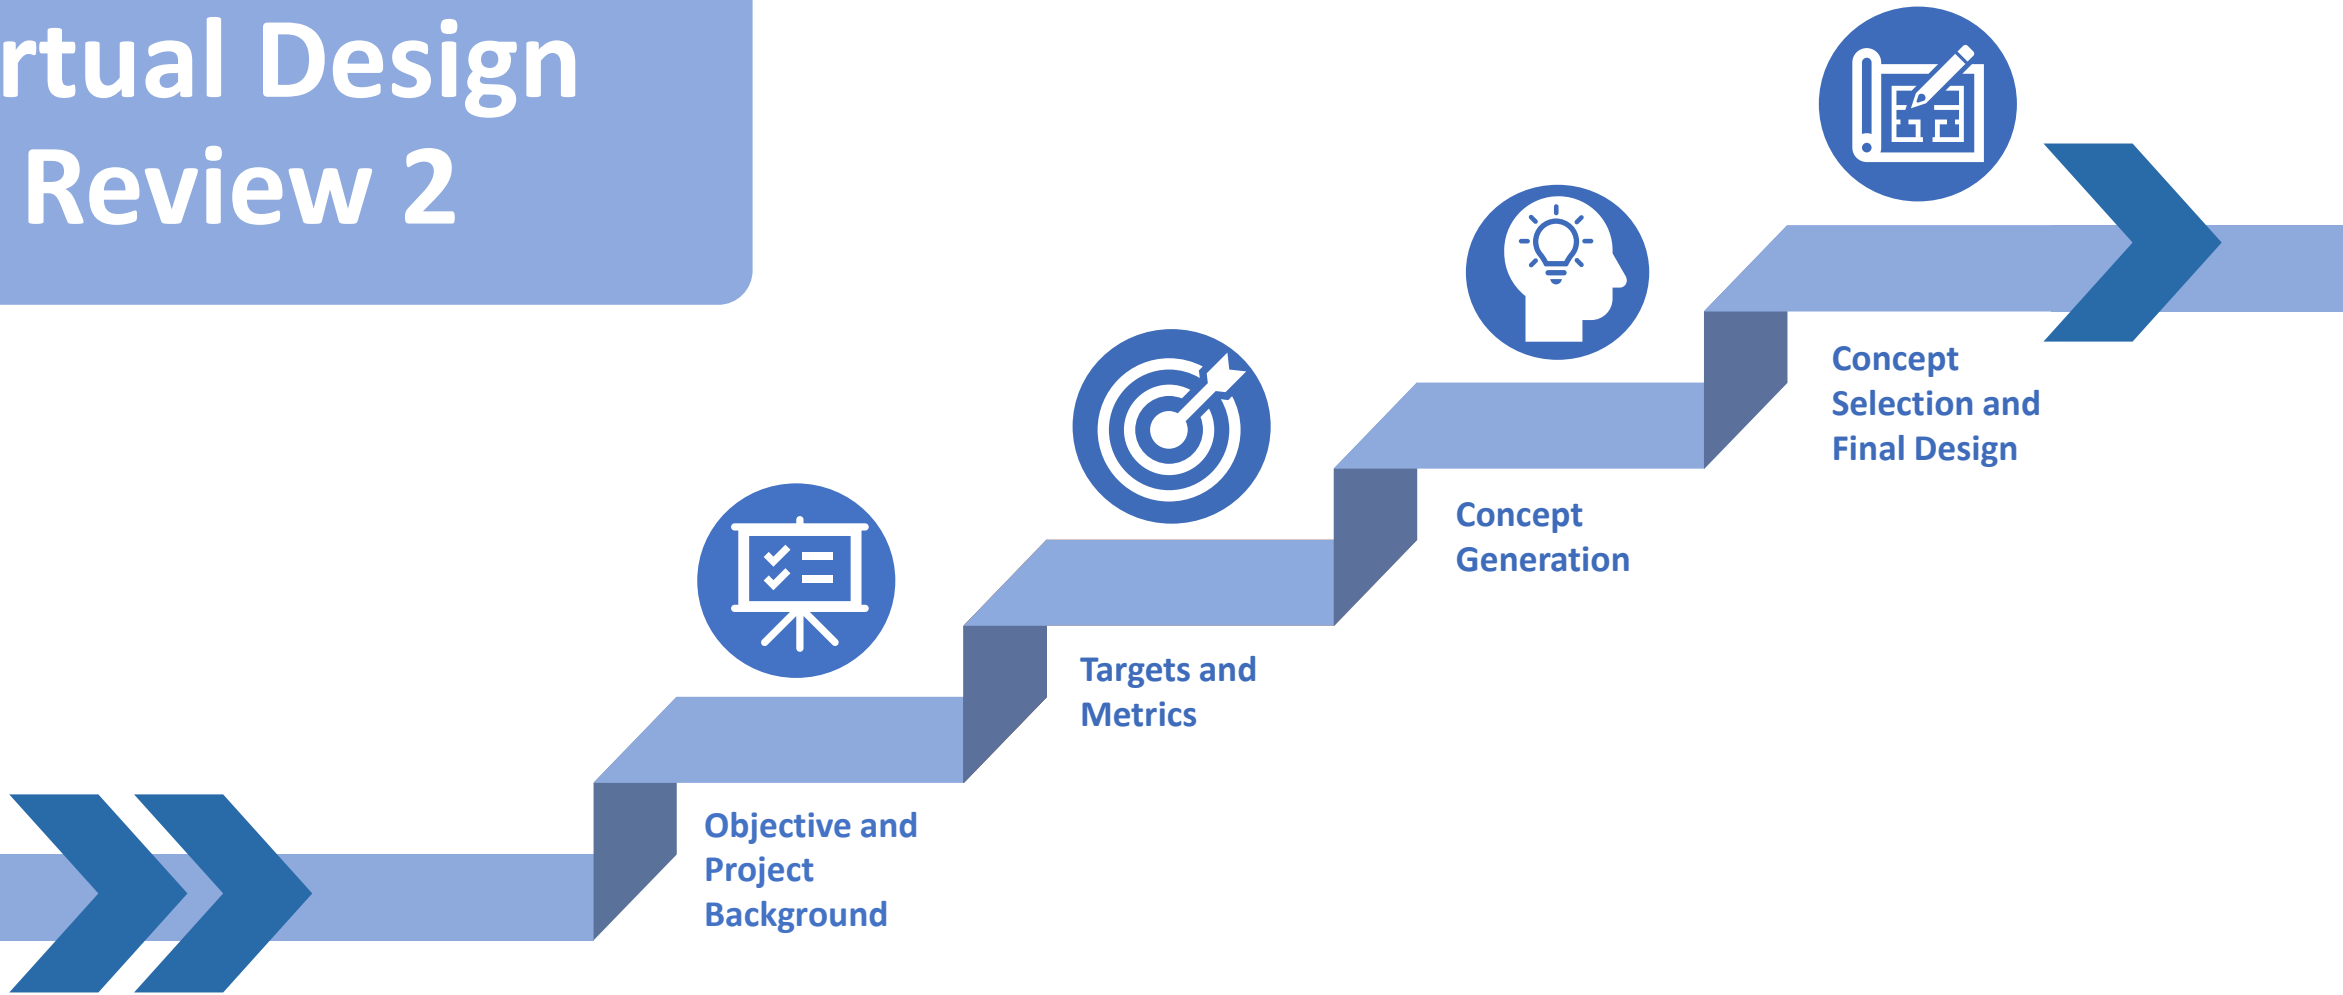 rtual Design
Review 2
Concept
Selection and
Final Design
Concept
Generation
Targets and
Metrics
Objective and
Project
Background